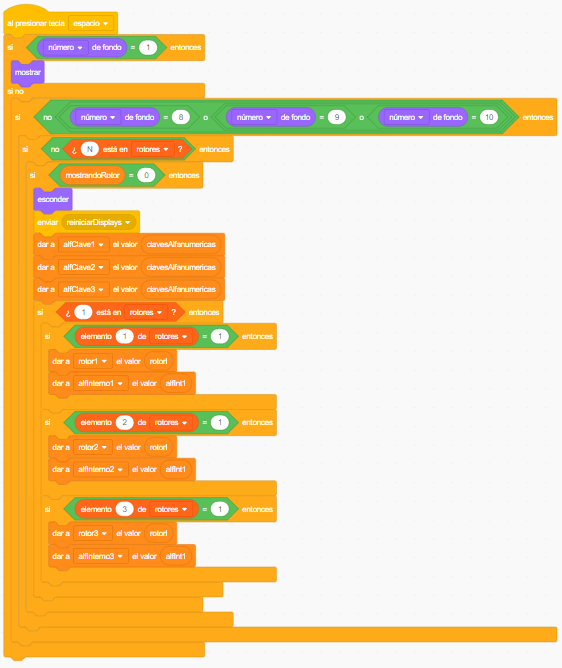 al presionar tecla espacio
si número de fondo = 1 entonces
mostrar
si no
si no número de fondo = 8 o número de fondo = 9 o número de fondo = 10 entonces
si no ¿ N está en rotores ? entonces
si mostrandoRotor = 0 entonces
esconder
enviar reiniciarDisplays
dar a alfClave1 el valor clavesAlfanumericas
dar a alfClave2 el valor clavesAlfanumericas
dar a alfClave3 el valor clavesAlfanumericas
si ¿ 1 está en rotores ? entonces
si elemento 1 de rotores = 1 entonces
dar a rotor1 el valor rotorI
dar a alfInterno1 el valor alfInt1
si elemento 2 de rotores = 1 entonces
dar a rotor2 el valor rotorI
dar a alfInterno2 el valor alfInt1
si elemento 3 de rotores = 1 entonces
dar a rotor3 el valor rotorI
dar a alfInterno3 el valor alfInt1